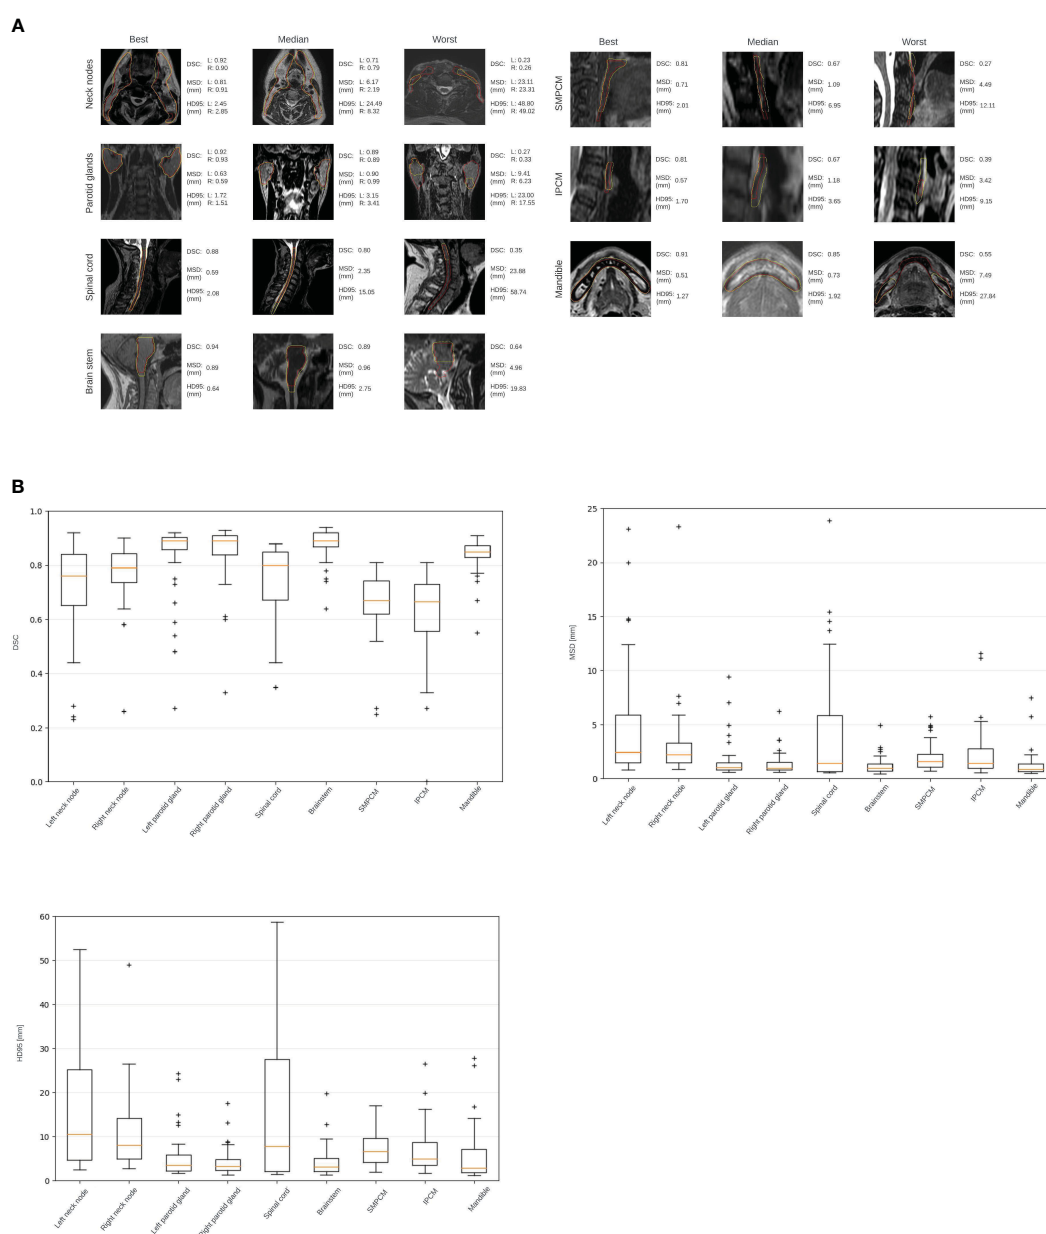 A
Best Median Worst
Neck nodes
DSC: L: 0.92
R: 0.90
MSD: L: 0.81
(mm) R: 0.91
HD95: L: 2.45
(mm) R: 2.85
DSC: L: 0.71
R: 0.79
MSD: L: 6.17
(mm) R: 2.19
HD95: L: 24.49
(mm) R: 8.32
DSC: L: 0.23
R: 0.26
MSD: L: 23.11
(mm) R: 23.31
HD95: L: 48.80
(mm) R: 49.02
Parotid glands
DSC: L: 0.92
R: 0.93
MSD: L: 0.63
(mm) R: 0.59
HD95: L: 1.72
(mm) R: 1.51
DSC: L: 0.89
R: 0.89
MSD: L: 0.90
(mm) R: 0.99
HD95: L: 3.15
(mm) R: 3.41
DSC: L: 0.27
R: 0.33
MSD: L: 9.41
(mm) R: 6.23
HD95: L: 23.00
(mm) R: 17.55
Spinal cord
DSC: 0.88
MSD: 0.59
(mm)
HD95: 2.08
(mm)
DSC: 0.80
MSD: 2.35
(mm)
HD95: 15.05
(mm)
DSC: 0.35
MSD: 23.88
(mm)
HD95: 58.74
(mm)
Brain stem
DSC: 0.94
MSD: 0.89
(mm)
HD95: 0.64
(mm)
DSC: 0.89
MSD: 0.96
(mm)
HD95: 2.75
(mm)
DSC: 0.64
MSD: 4.96
(mm)
HD95: 19.83
(mm)
Best Median Worst
SMPCM
DSC: 0.81
MSD: 0.71
(mm)
HD95: 2.01
(mm)
DSC: 0.67
MSD: 1.09
(mm)
HD95: 6.95
(mm)
DSC: 0.27
MSD: 4.49
(mm)
HD95: 12.11
(mm)
IPCM
DSC: 0.81
MSD: 0.57
(mm)
HD95: 1.70
(mm)
DSC: 0.67
MSD: 1.18
(mm)
HD95: 3.65
(mm)
DSC: 0.39
MSD: 3.42
(mm)
HD95: 9.15
(mm)
Mandible
DSC: 0.91
MSD: 0.51
(mm)
HD95: 1.27
(mm)
DSC: 0.85
MSD: 0.73
(mm)
HD95: 1.92
(mm)
DSC: 0.55
MSD: 7.49
(mm)
HD95: 27.84
(mm)
B
DSC
1.0
0.8
0.6
0.4
0.2
0.0
Left neck node
Right neck node
Left parotid gland
Right parotid gland
Spinal cord
Brainstem
SMPCM
IPCM
Mandible
MSD [mm]
25
20
15
10
5
0
Left neck node
Right neck node
Left parotid gland
Right parotid gland
Spinal cord
Brainstem
SMPCM
IPCM
Mandible
HD95 [mm]
60
50
40
30
20
10
0
Left neck node
Right neck node
Left parotid gland
Right parotid gland
Spinal cord
Brainstem
SMPCM
IPCM
Mandible